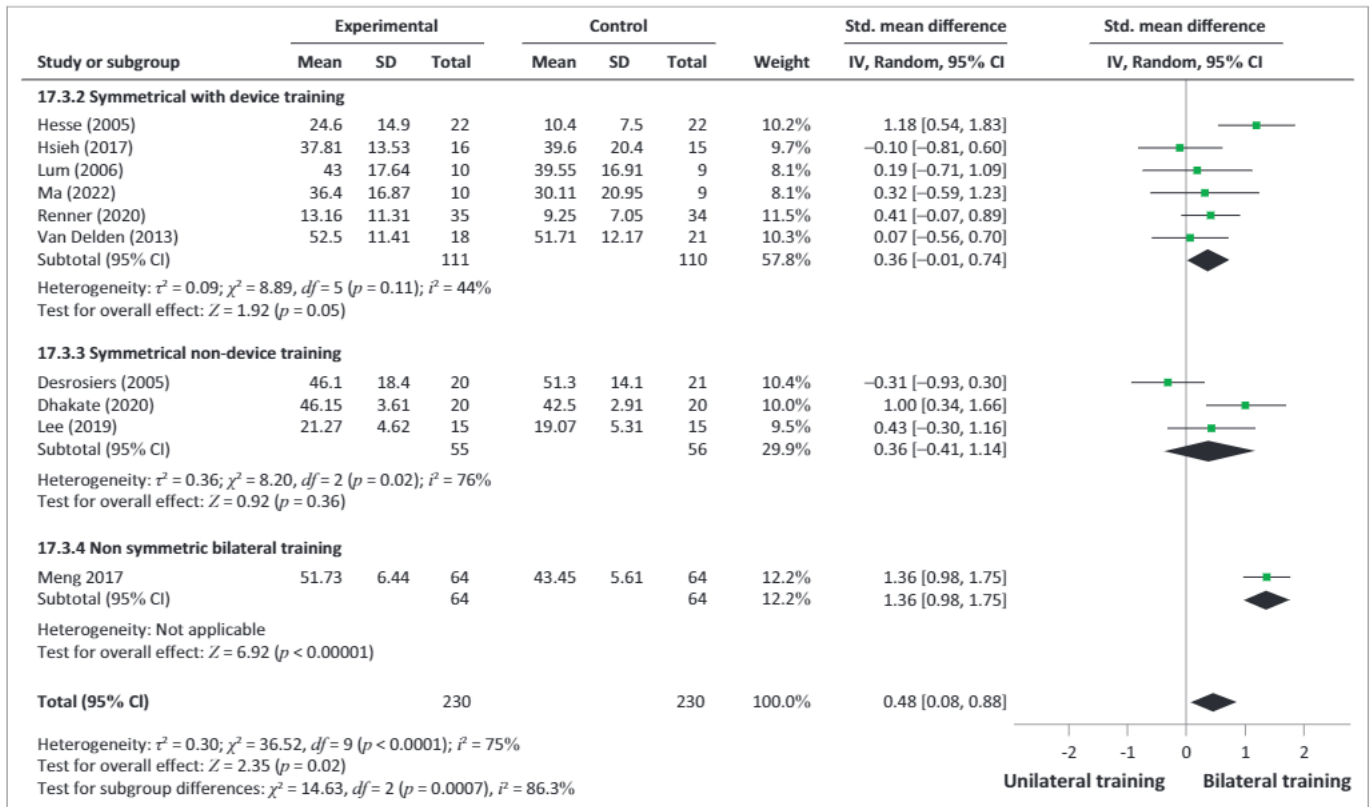 Experimental Control Std. mean difference Std. mean difference
Study or subgroup Mean SD Total Mean SD Total Weight IV, Random, 95% CI IV, Random, 95% CI
17.3.2 Symmetrical with device training
Hesse (2005) 24.6 14.9 22 10.4 7.5 22 10.2% 1.18 [0.54, 1.83]
Hsieh (2017) 37.81 13.53 16 39.6 20.4 15 9.7% −0.10 [−0.81, 0.60]
Lum (2006) 43 17.64 10 39.55 16.91 9 8.1% 0.19 [−0.71, 1.09]
Ma (2022) 36.4 16.87 10 30.11 20.95 9 8.1% 0.32 [−0.59, 1.23]
Renner (2020) 13.16 11.31 35 9.25 7.05 34 11.5% 0.41 [−0.07, 0.89]
Van Delden (2013) 52.5 11.41 18 51.71 12.17 21 10.3% 0.07 [−0.56, 0.70]
Subtotal (95% CI) 111 110 57.8% 0.36 [−0.01, 0.74]
Heterogeneity: τ² = 0.09; χ² = 8.89, df = 5 (p = 0.11); i² = 44%
Test for overall effect: Z = 1.92 (p = 0.05)
17.3.3 Symmetrical non-device training
Desrosiers (2005) 46.1 18.4 20 51.3 14.1 21 10.4% −0.31 [−0.93, 0.30]
Dhakate (2020) 46.15 3.61 20 42.5 2.91 20 10.0% 1.00 [0.34, 1.66]
Lee (2019) 21.27 4.62 15 19.07 5.31 15 9.5% 0.43 [−0.30, 1.16]
Subtotal (95% CI) 55 56 29.9% 0.36 [−0.41, 1.14]
Heterogeneity: τ² = 0.36; χ² = 8.20, df = 2 (p = 0.02); i² = 76%
Test for overall effect: Z = 0.92 (p = 0.36)
17.3.4 Non symmetric bilateral training
Meng 2017 51.73 6.44 64 43.45 5.61 64 12.2% 1.36 [0.98, 1.75]
Subtotal (95% CI) 64 64 12.2% 1.36 [0.98, 1.75]
Heterogeneity: Not applicable
Test for overall effect: Z = 6.92 (p < 0.00001)
Total (95% Cl) 230 230 100.0% 0.48 [0.08, 0.88]
Heterogeneity: τ² = 0.30; χ² = 36.52, df = 9 (p < 0.0001); i² = 75%
Test for overall effect: Z = 2.35 (p = 0.02)
Test for subgroup differences: χ² = 14.63, df = 2 (p = 0.0007), i² = 86.3%
-2 -1 0 1 2
Unilateral training Bilateral training